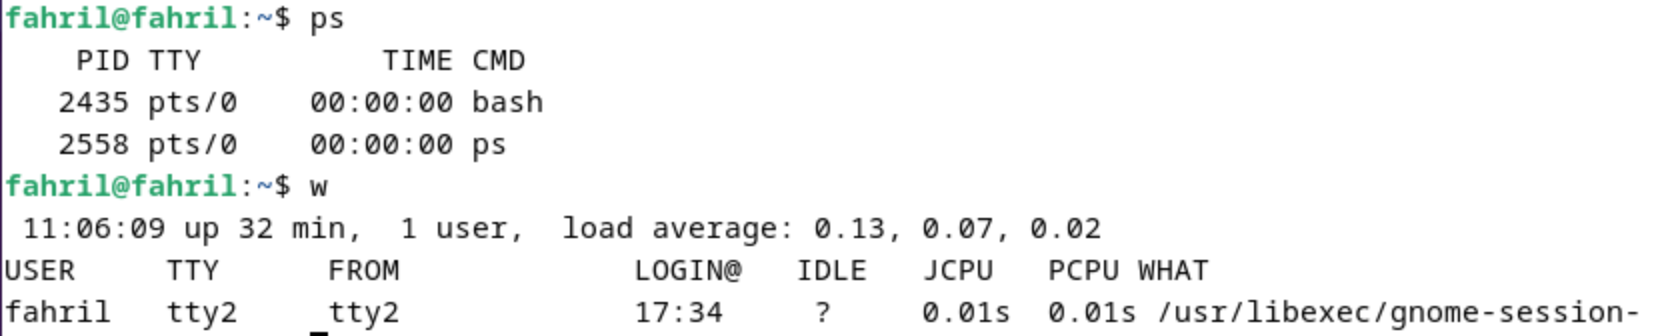 fahril@fahril:~$ ps
    PID TTY          TIME CMD
   2435 pts/0    00:00:00 bash
   2558 pts/0    00:00:00 ps
fahril@fahril:~$ w
 11:06:09 up 32 min,  1 user,  load average: 0.13, 0.07, 0.02
USER     TTY      FROM             LOGIN@   IDLE   JCPU   PCPU WHAT
fahril   tty2     tty2             17:34    ?     0.01s  0.01s /usr/libexec/gnome-session-